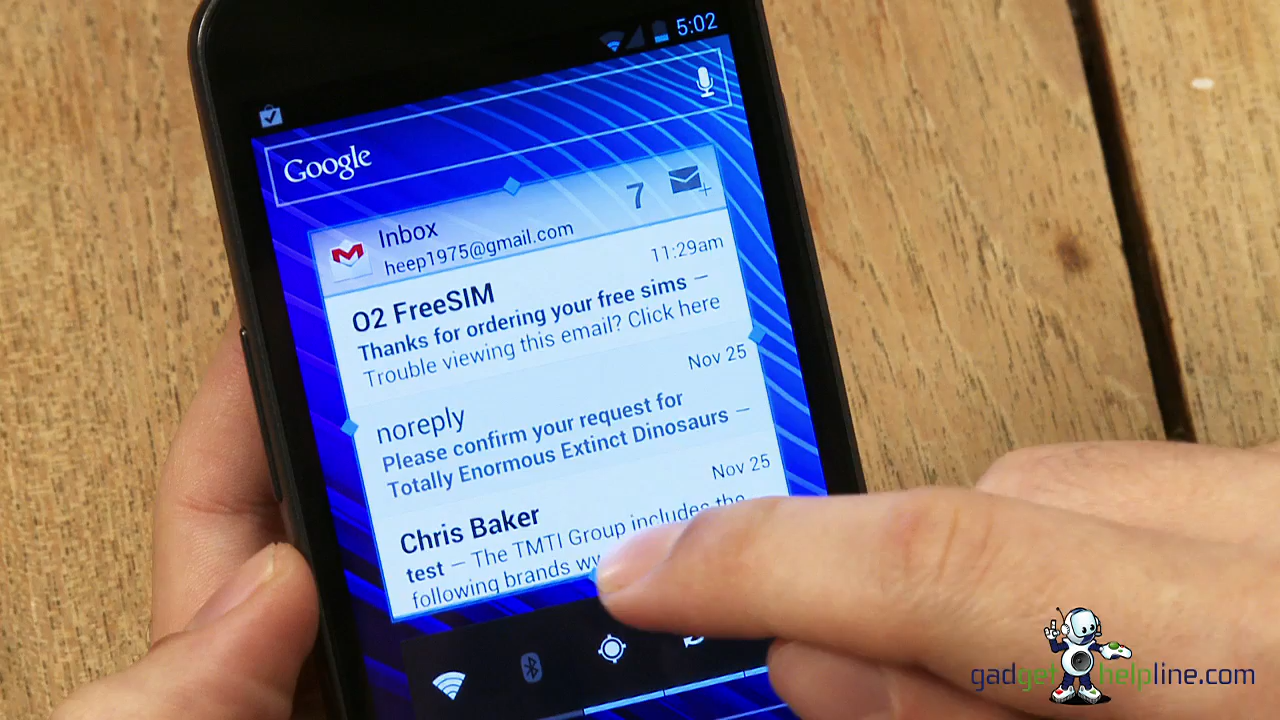 5:02
Google
Inbox
7
heep1975@gmail.com
11:29am
O2 FreeSIM
Thanks for ordering your free sims –
Trouble viewing this email? Click here
Nov 25
noreply
Please confirm your request for
Totally Enormous Extinct Dinosaurs –
Nov 25
Chris Baker
test – The TMTI Group includes the
following brands
gadgethelpline.com